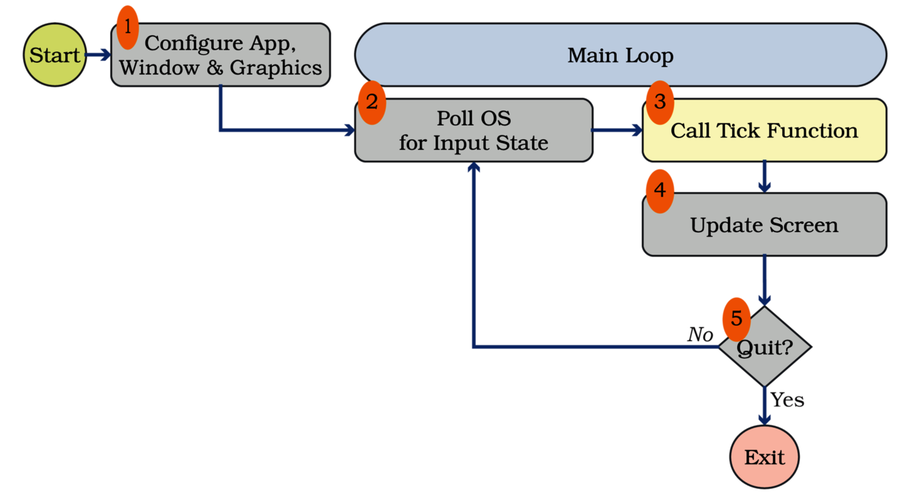 1
Start
Configure App,
Window & Graphics
Main Loop
2
Poll OS
for Input State
3
Call Tick Function
4
Update Screen
5
No
Quit?
Yes
Exit